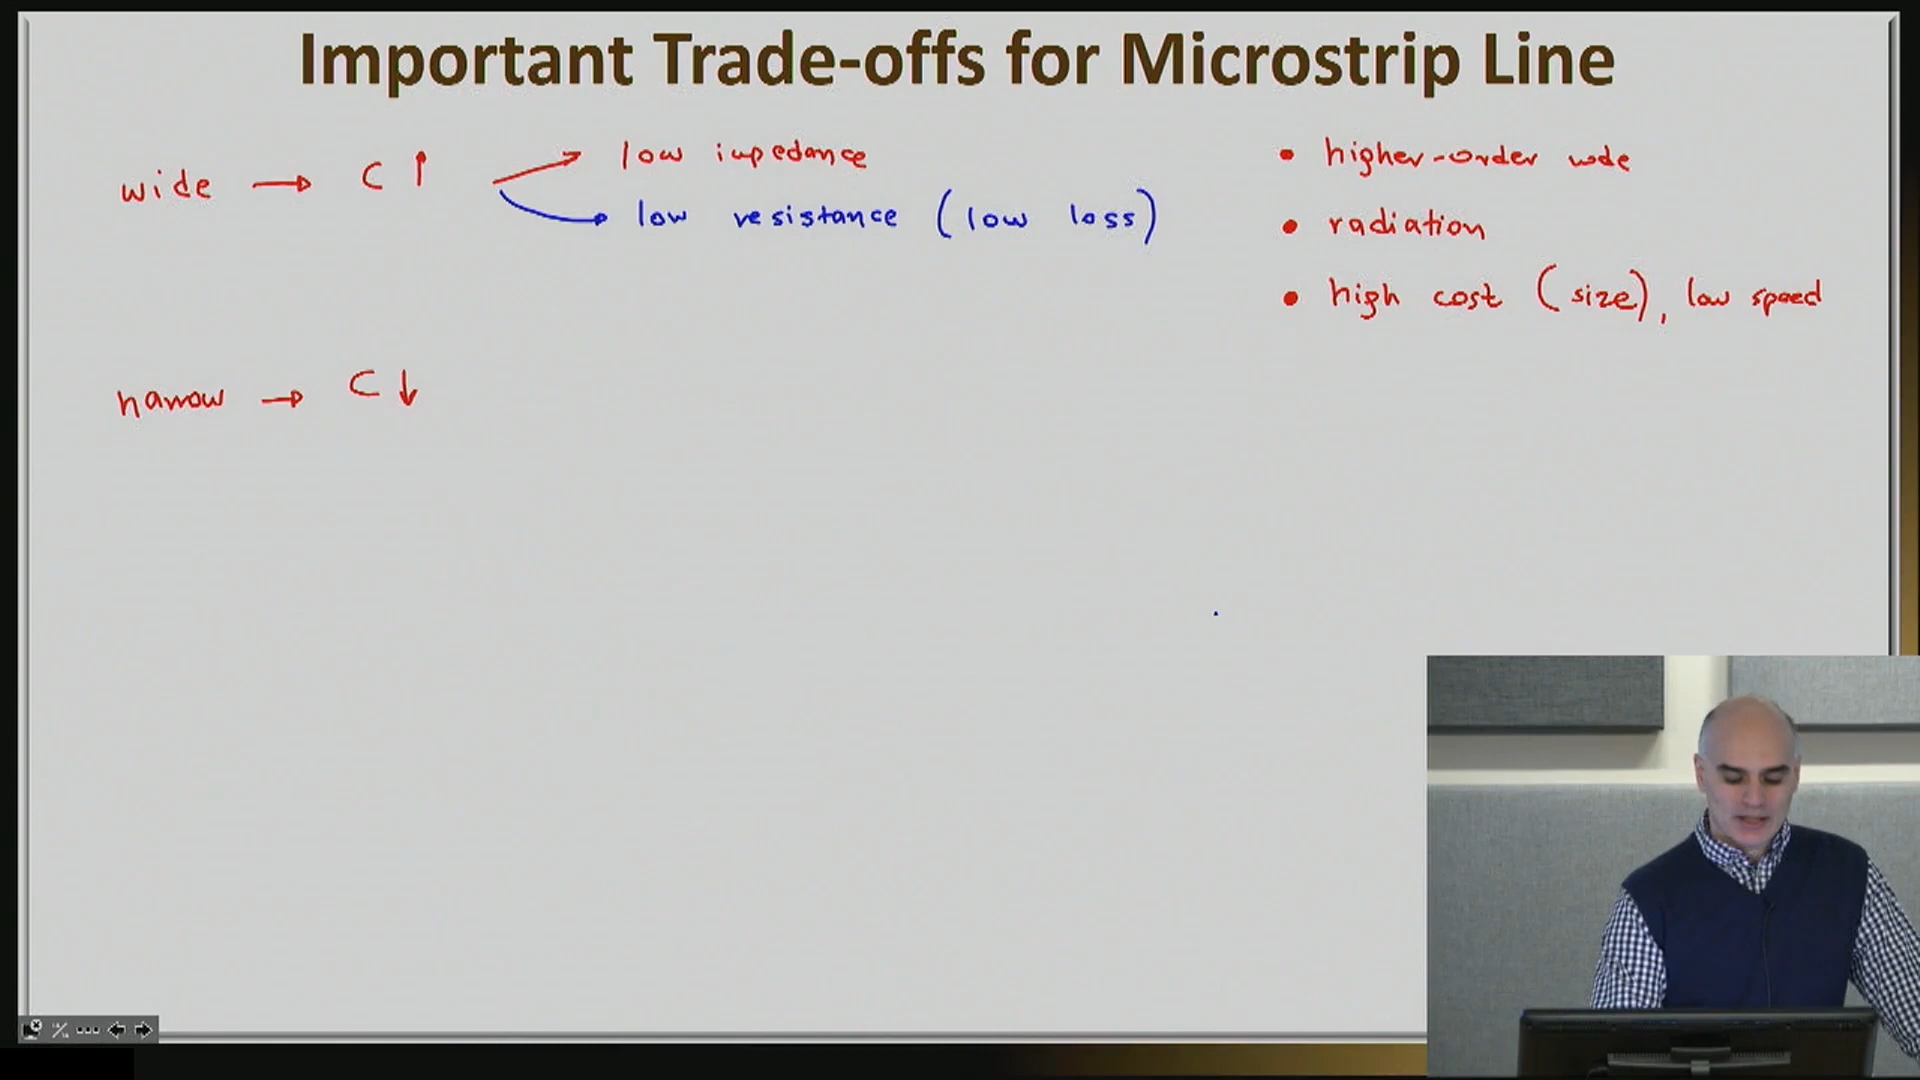 Important Trade-offs for Microstrip Line
wide → C ↑ low impedance
low resistance (low loss)
• higher-order mode
• radiation
• high cost (size), low speed
narrow → C ↓